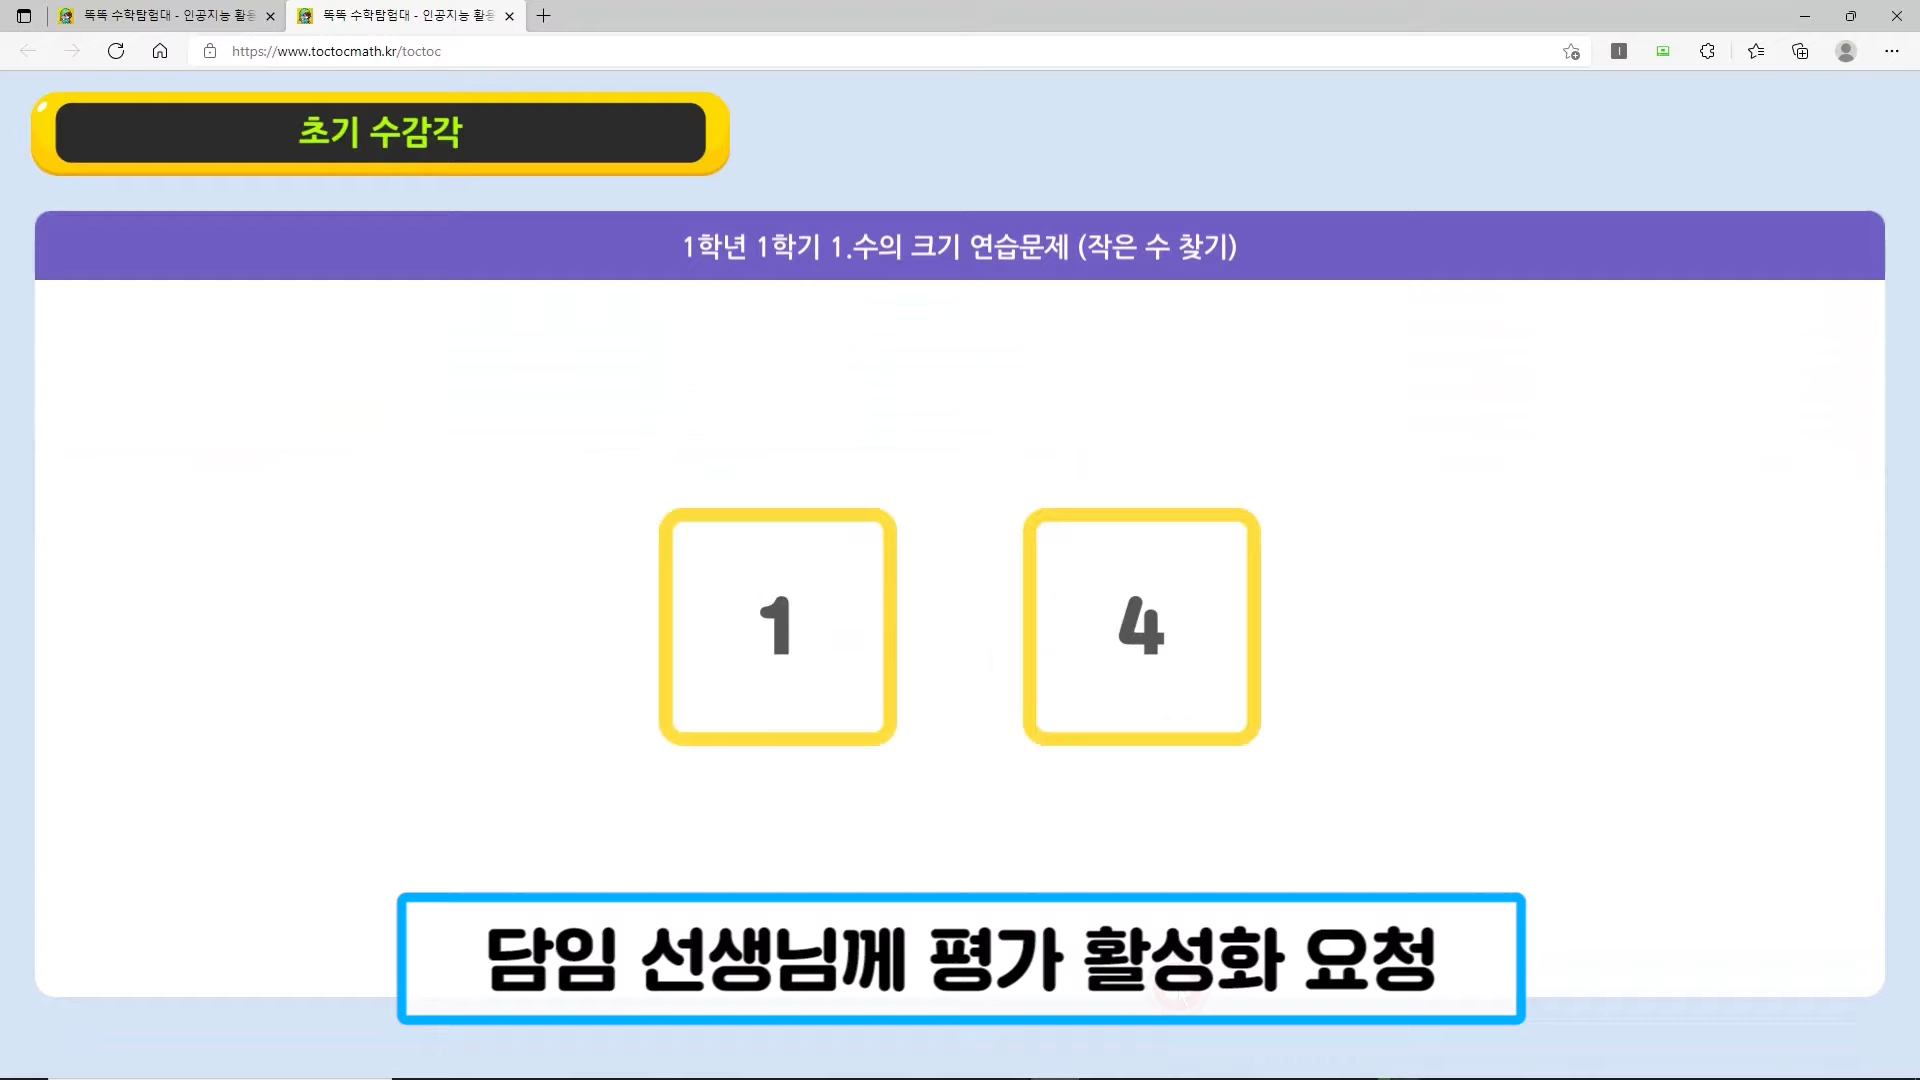 똑똑 수학탐험대 - 인공지능 활용
똑똑 수학탐험대 - 인공지능 활용
https://www.toctocmath.kr/toctoc
초기 수감각
1학년 1학기 1.수의 크기 연습문제 (작은 수 찾기)
1
4
담임 선생님께 평가 활성화 요청